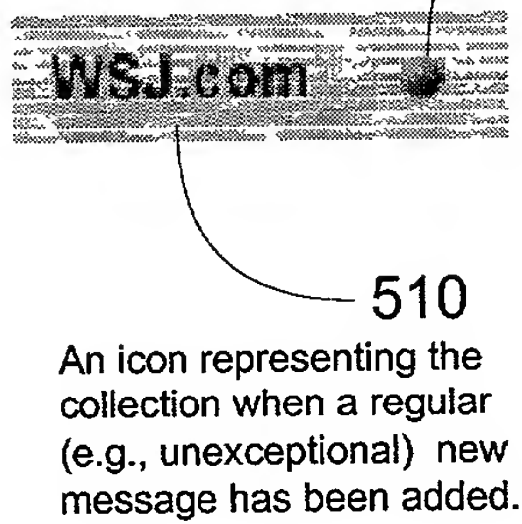 WSJ.com
510
An icon representing the
collection when a regular
(e.g., unexceptional) new
message has been added.